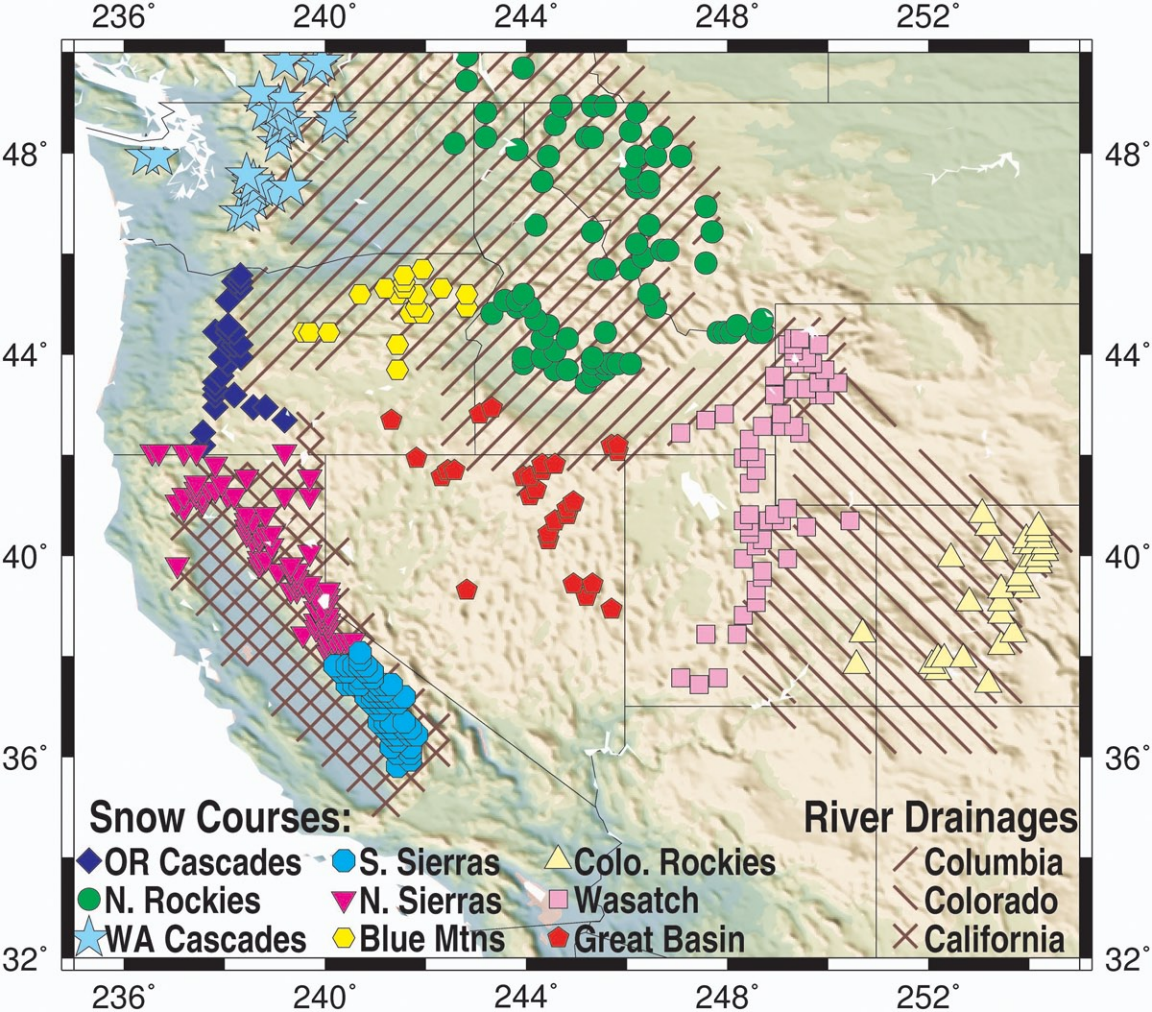 236° 240° 244° 248° 252°
48° 48°
44° 44°
40° 40°
36° 36°
Snow Courses: River Drainages
OR Cascades S. Sierras Colo. Rockies Columbia
N. Rockies N. Sierras Wasatch Colorado
WA Cascades Blue Mtns Great Basin California
32° 32°
236° 240° 244° 248° 252°